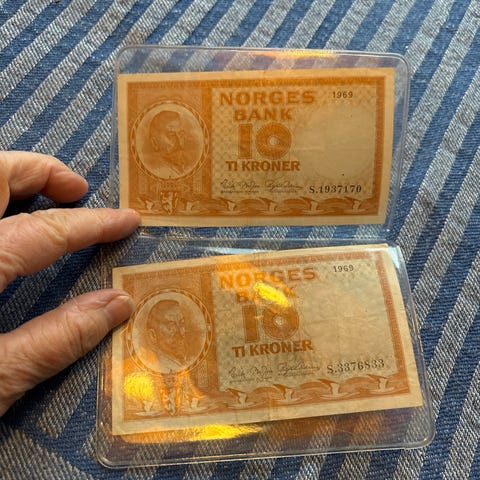 NORGES
1969
BANK
10
TI KRONER
S.1937170
NORGES
1969
BANK
10
TI KRONER
S.3376833